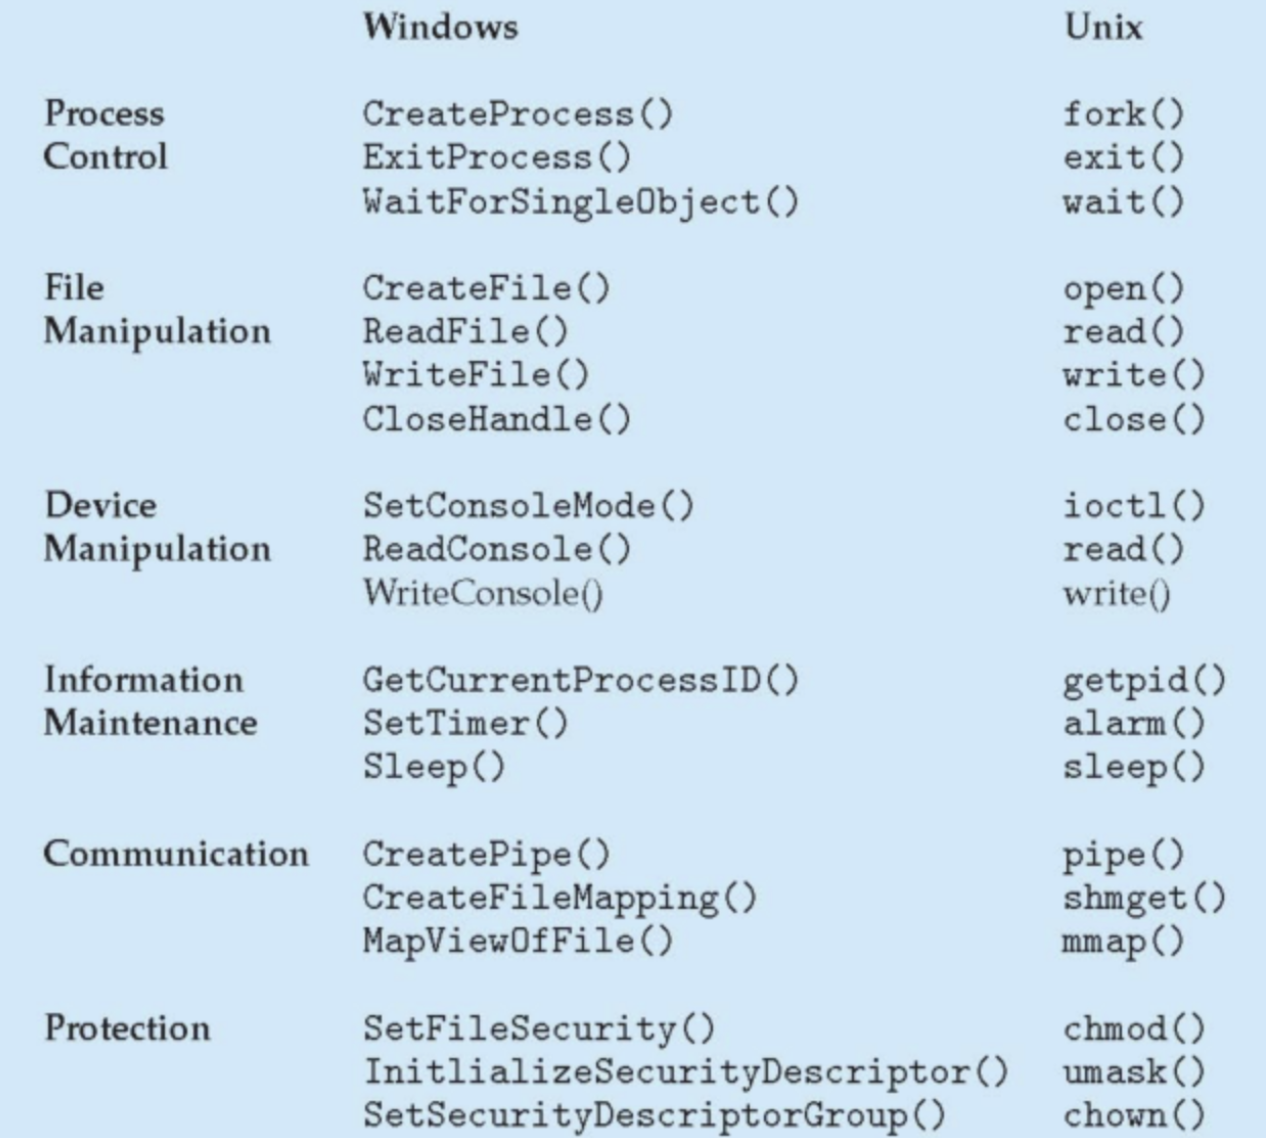 Windows Unix
Process CreateProcess() fork()
Control ExitProcess() exit()
WaitForSingleObject() wait()
File CreateFile() open()
Manipulation ReadFile() read()
WriteFile() write()
CloseHandle() close()
Device SetConsoleMode() ioctl()
Manipulation ReadConsole() read()
WriteConsole() write()
Information GetCurrentProcessID() getpid()
Maintenance SetTimer() alarm()
Sleep() sleep()
Communication CreatePipe() pipe()
CreateFileMapping() shmget()
MapViewOfFile() mmap()
Protection SetFileSecurity() chmod()
InitlializeSecurityDescriptor() umask()
SetSecurityDescriptorGroup() chown()